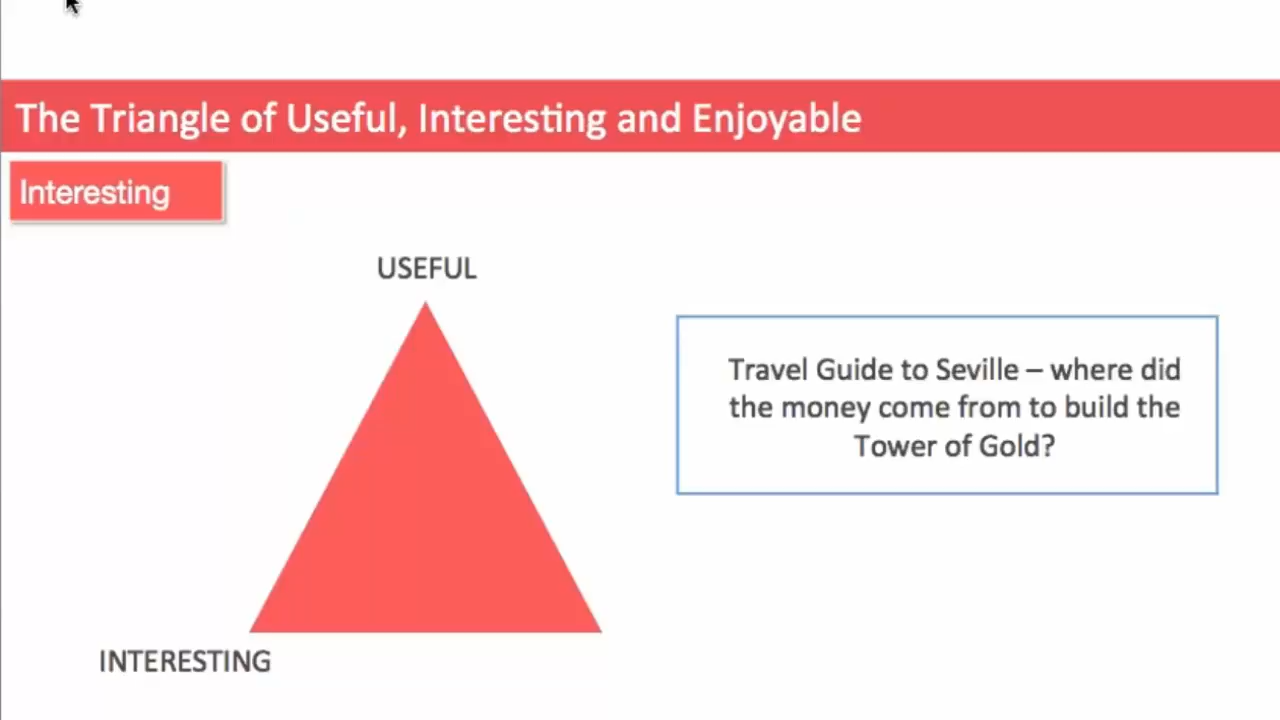 The Triangle of Useful, Interesting and Enjoyable
Interesting
USEFUL
Travel Guide to Seville – where did
the money come from to build the
Tower of Gold?
INTERESTING